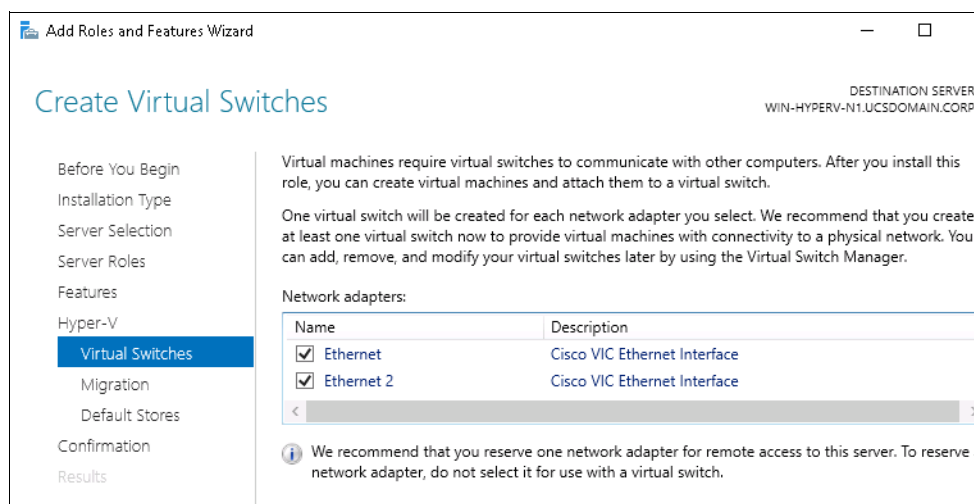 Add Roles and Features Wizard
Create Virtual Switches
DESTINATION SERVER
WIN-HYPERV-N1.UCSDOMAIN.CORP
Before You Begin
Installation Type
Server Selection
Server Roles
Features
Hyper-V
Virtual Switches
Migration
Default Stores
Confirmation
Results
Virtual machines require virtual switches to communicate with other computers. After you install this
role, you can create virtual machines and attach them to a virtual switch.
One virtual switch will be created for each network adapter you select. We recommend that you create
at least one virtual switch now to provide virtual machines with connectivity to a physical network. You
can add, remove, and modify your virtual switches later by using the Virtual Switch Manager.
Network adapters:
Name Description
Ethernet Cisco VIC Ethernet Interface
Ethernet 2 Cisco VIC Ethernet Interface
We recommend that you reserve one network adapter for remote access to this server. To reserve
network adapter, do not select it for use with a virtual switch.